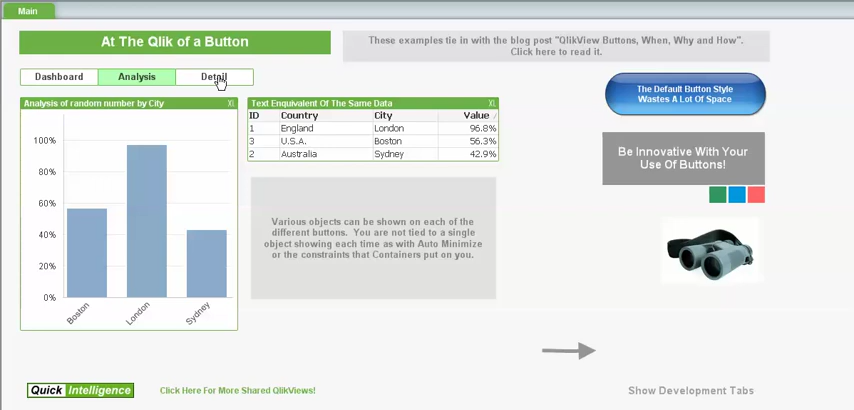 Main
At The Qlik of a Button
These examples tie in with the blog post "QlikView Buttons, When, Why and How".
Click here to read it.
Dashboard Analysis Detail
The Default Button Style
Wastes A Lot Of Space
Analysis of random number by City XL
Text Enquivalent Of The Same Data XL
ID Country City Value
1 England London 96.8%
3 U.S.A. Boston 56.3%
2 Australia Sydney 42.9%
Be Innovative With Your
Use Of Buttons!
100%
80%
60%
40%
20%
0%
Boston London Sydney
Various objects can be shown on each of the
different buttons. You are not tied to a single
object showing each time as with Auto Minimize
or the constraints that Containers put on you.
Quick Intelligence
Click Here For More Shared QlikViews!
Show Development Tabs